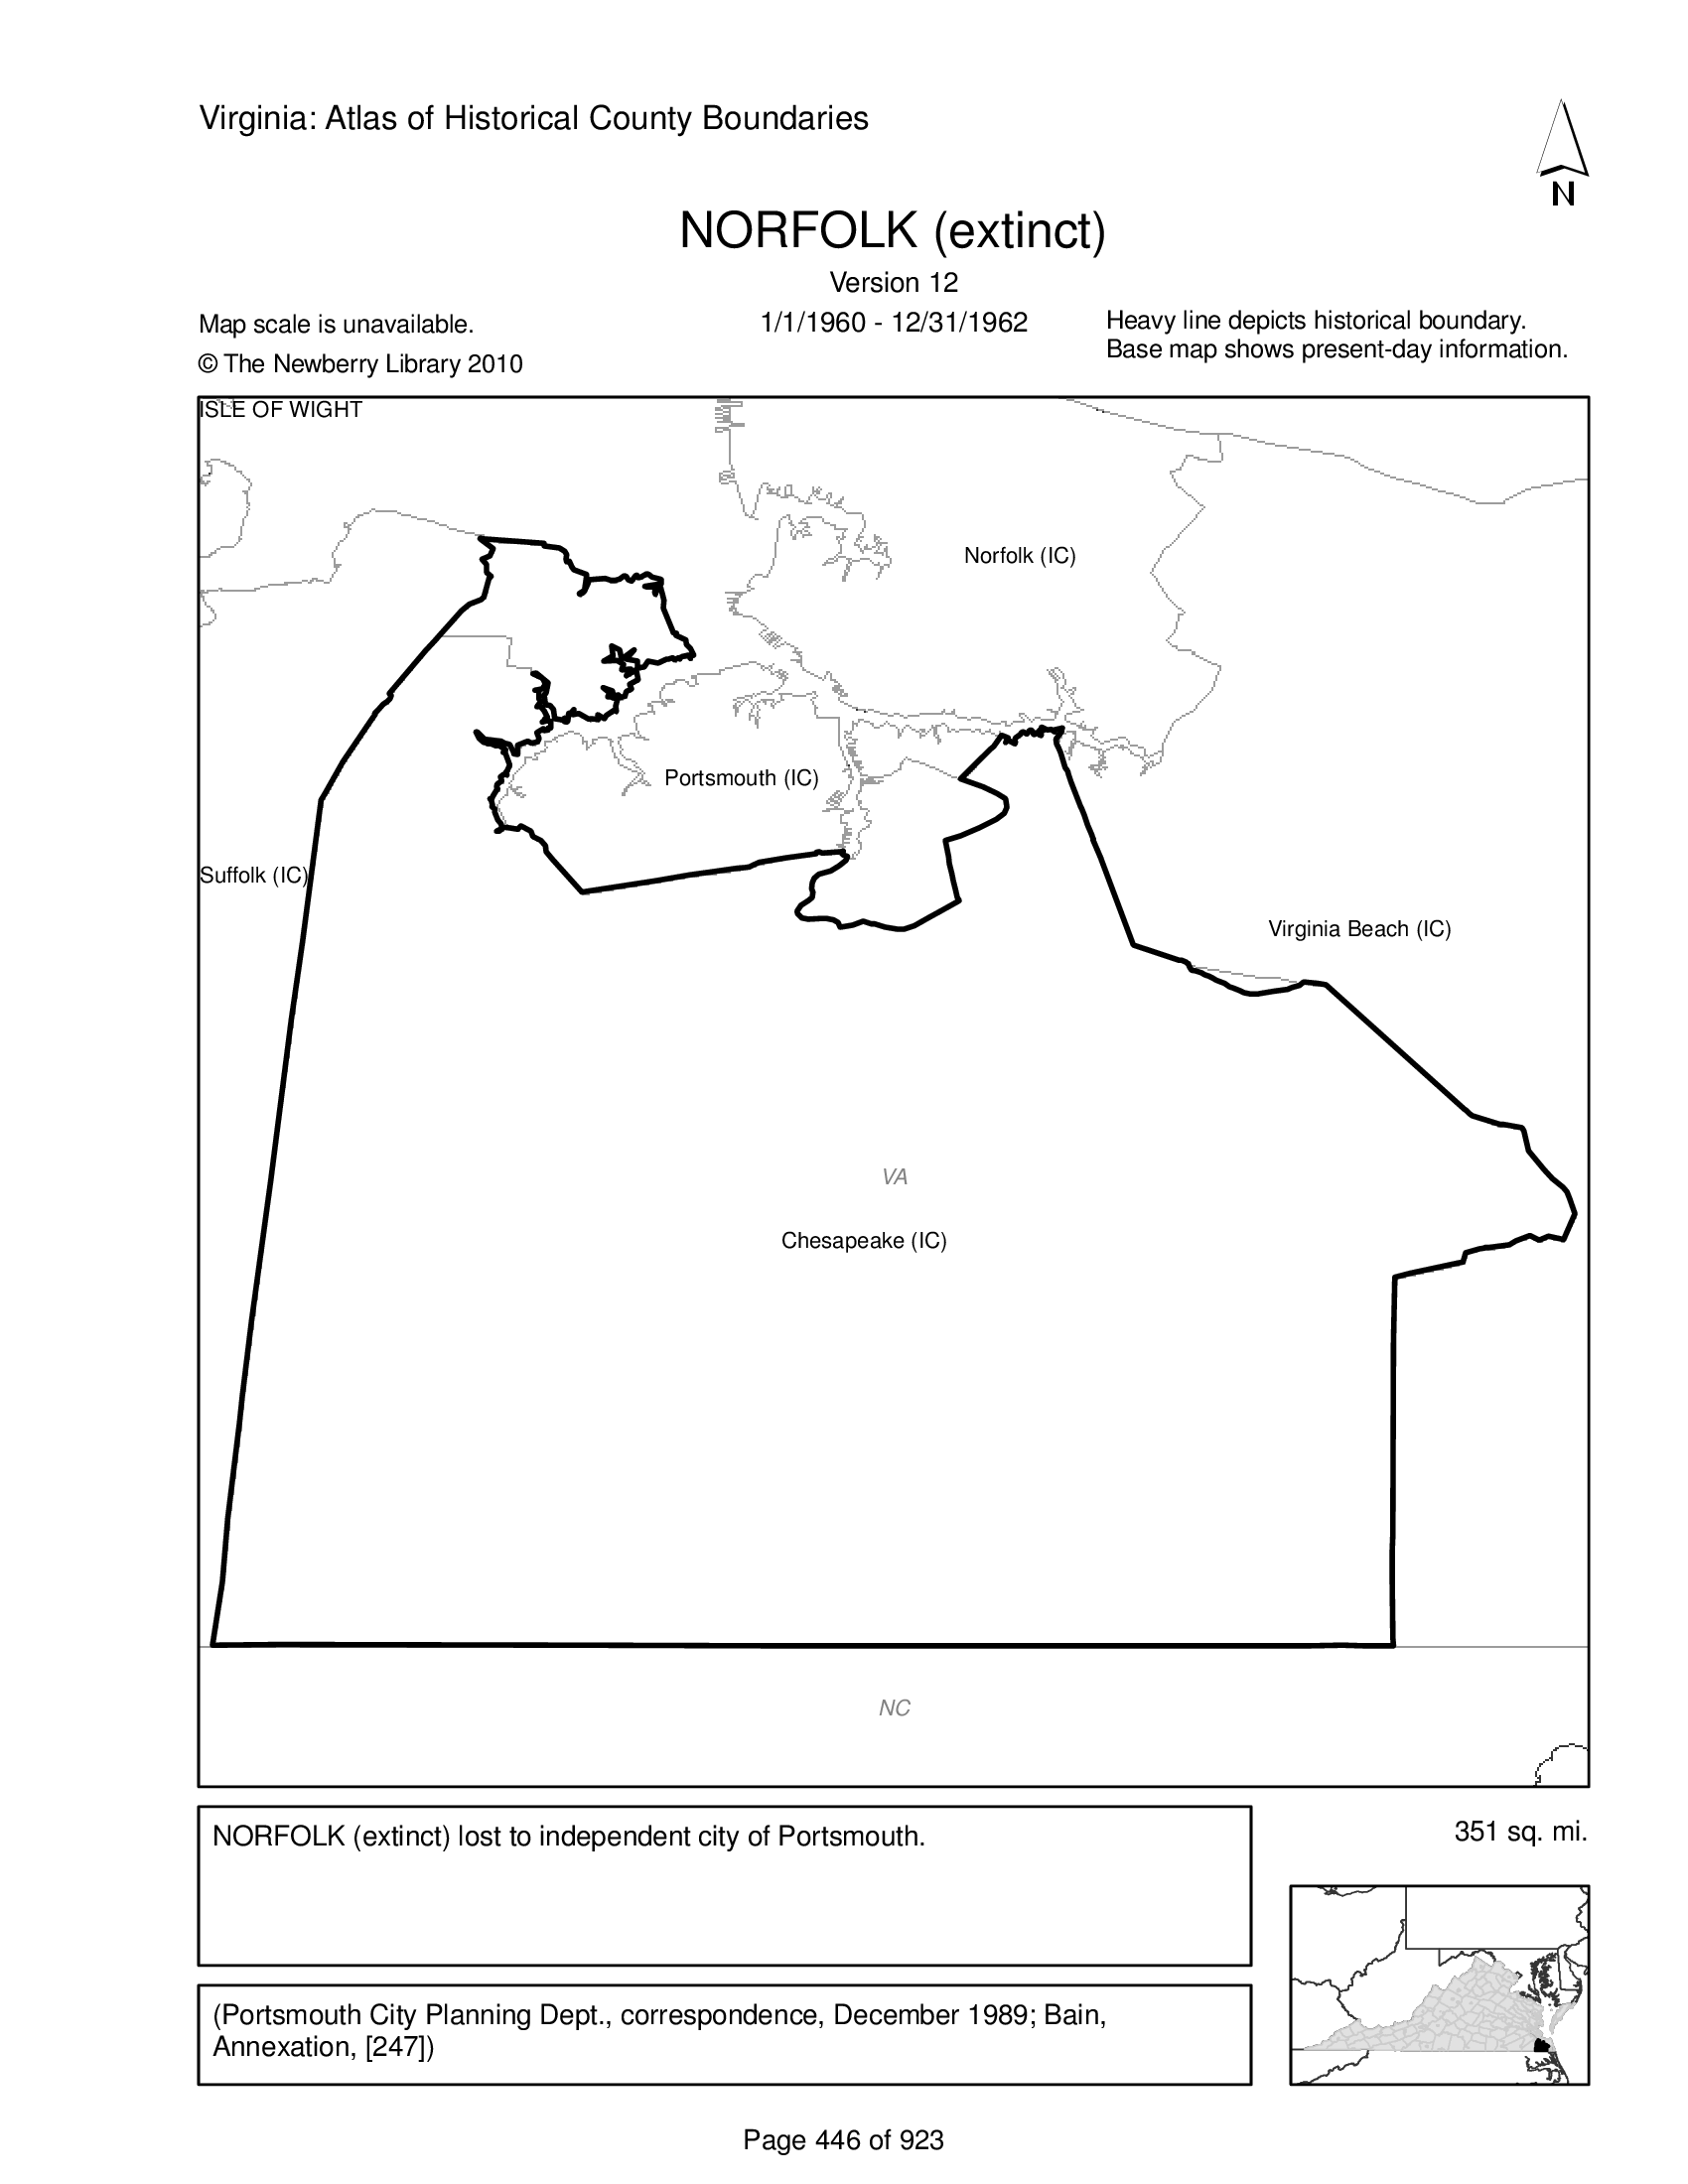 Virginia: Atlas of Historical County Boundaries
N
NORFOLK (extinct)
Version 12
Map scale is unavailable.
1/1/1960 - 12/31/1962
Heavy line depicts historical boundary.
© The Newberry Library 2010
Base map shows present-day information.
ISLE OF WIGHT
Norfolk (IC)
Portsmouth (IC)
Suffolk (IC)
Virginia Beach (IC)
VA
Chesapeake (IC)
NC
NORFOLK (extinct) lost to independent city of Portsmouth.
351 sq. mi.
(Portsmouth City Planning Dept., correspondence, December 1989; Bain,
Annexation, [247])
Page 446 of 923